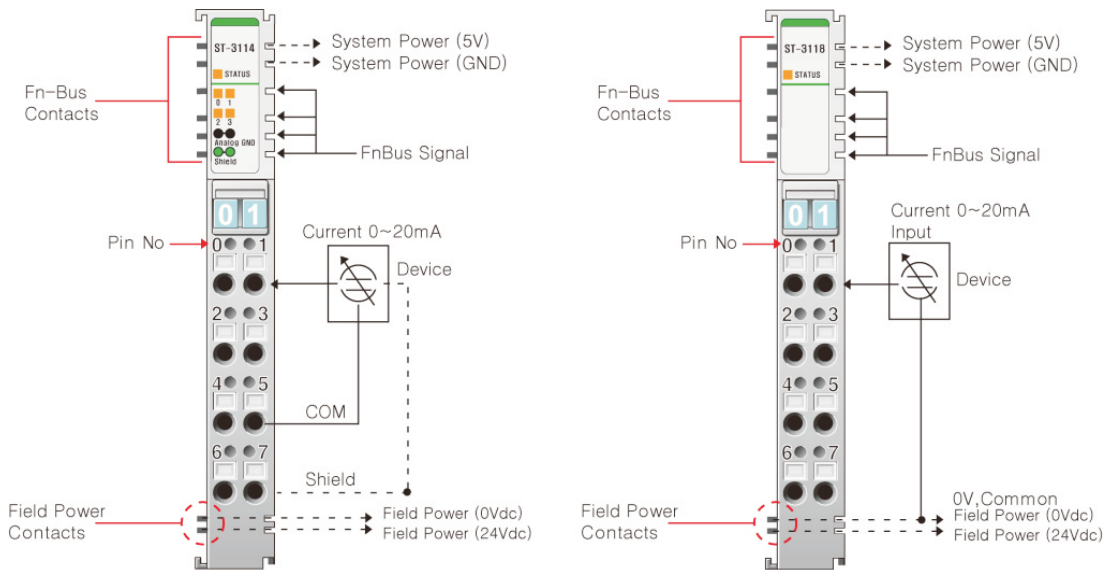 ST-3114
STATUS
0 1
2 3
Analog GND
Shield
System Power (5V)
System Power (GND)
Fn-Bus
Contacts
FnBus Signal
01
Pin No
0 1
Current 0~20mA
Device
2 3
4 5
COM
6 7
Shield
Field Power
Contacts
Field Power (0Vdc)
Field Power (24Vdc)
ST-3118
STATUS
System Power (5V)
System Power (GND)
Fn-Bus
Contacts
FnBus Signal
01
Current 0~20mA
Input
Pin No
0 1
Device
2 3
4 5
6 7
Field Power
Contacts
0V,Common
Field Power (0Vdc)
Field Power (24Vdc)